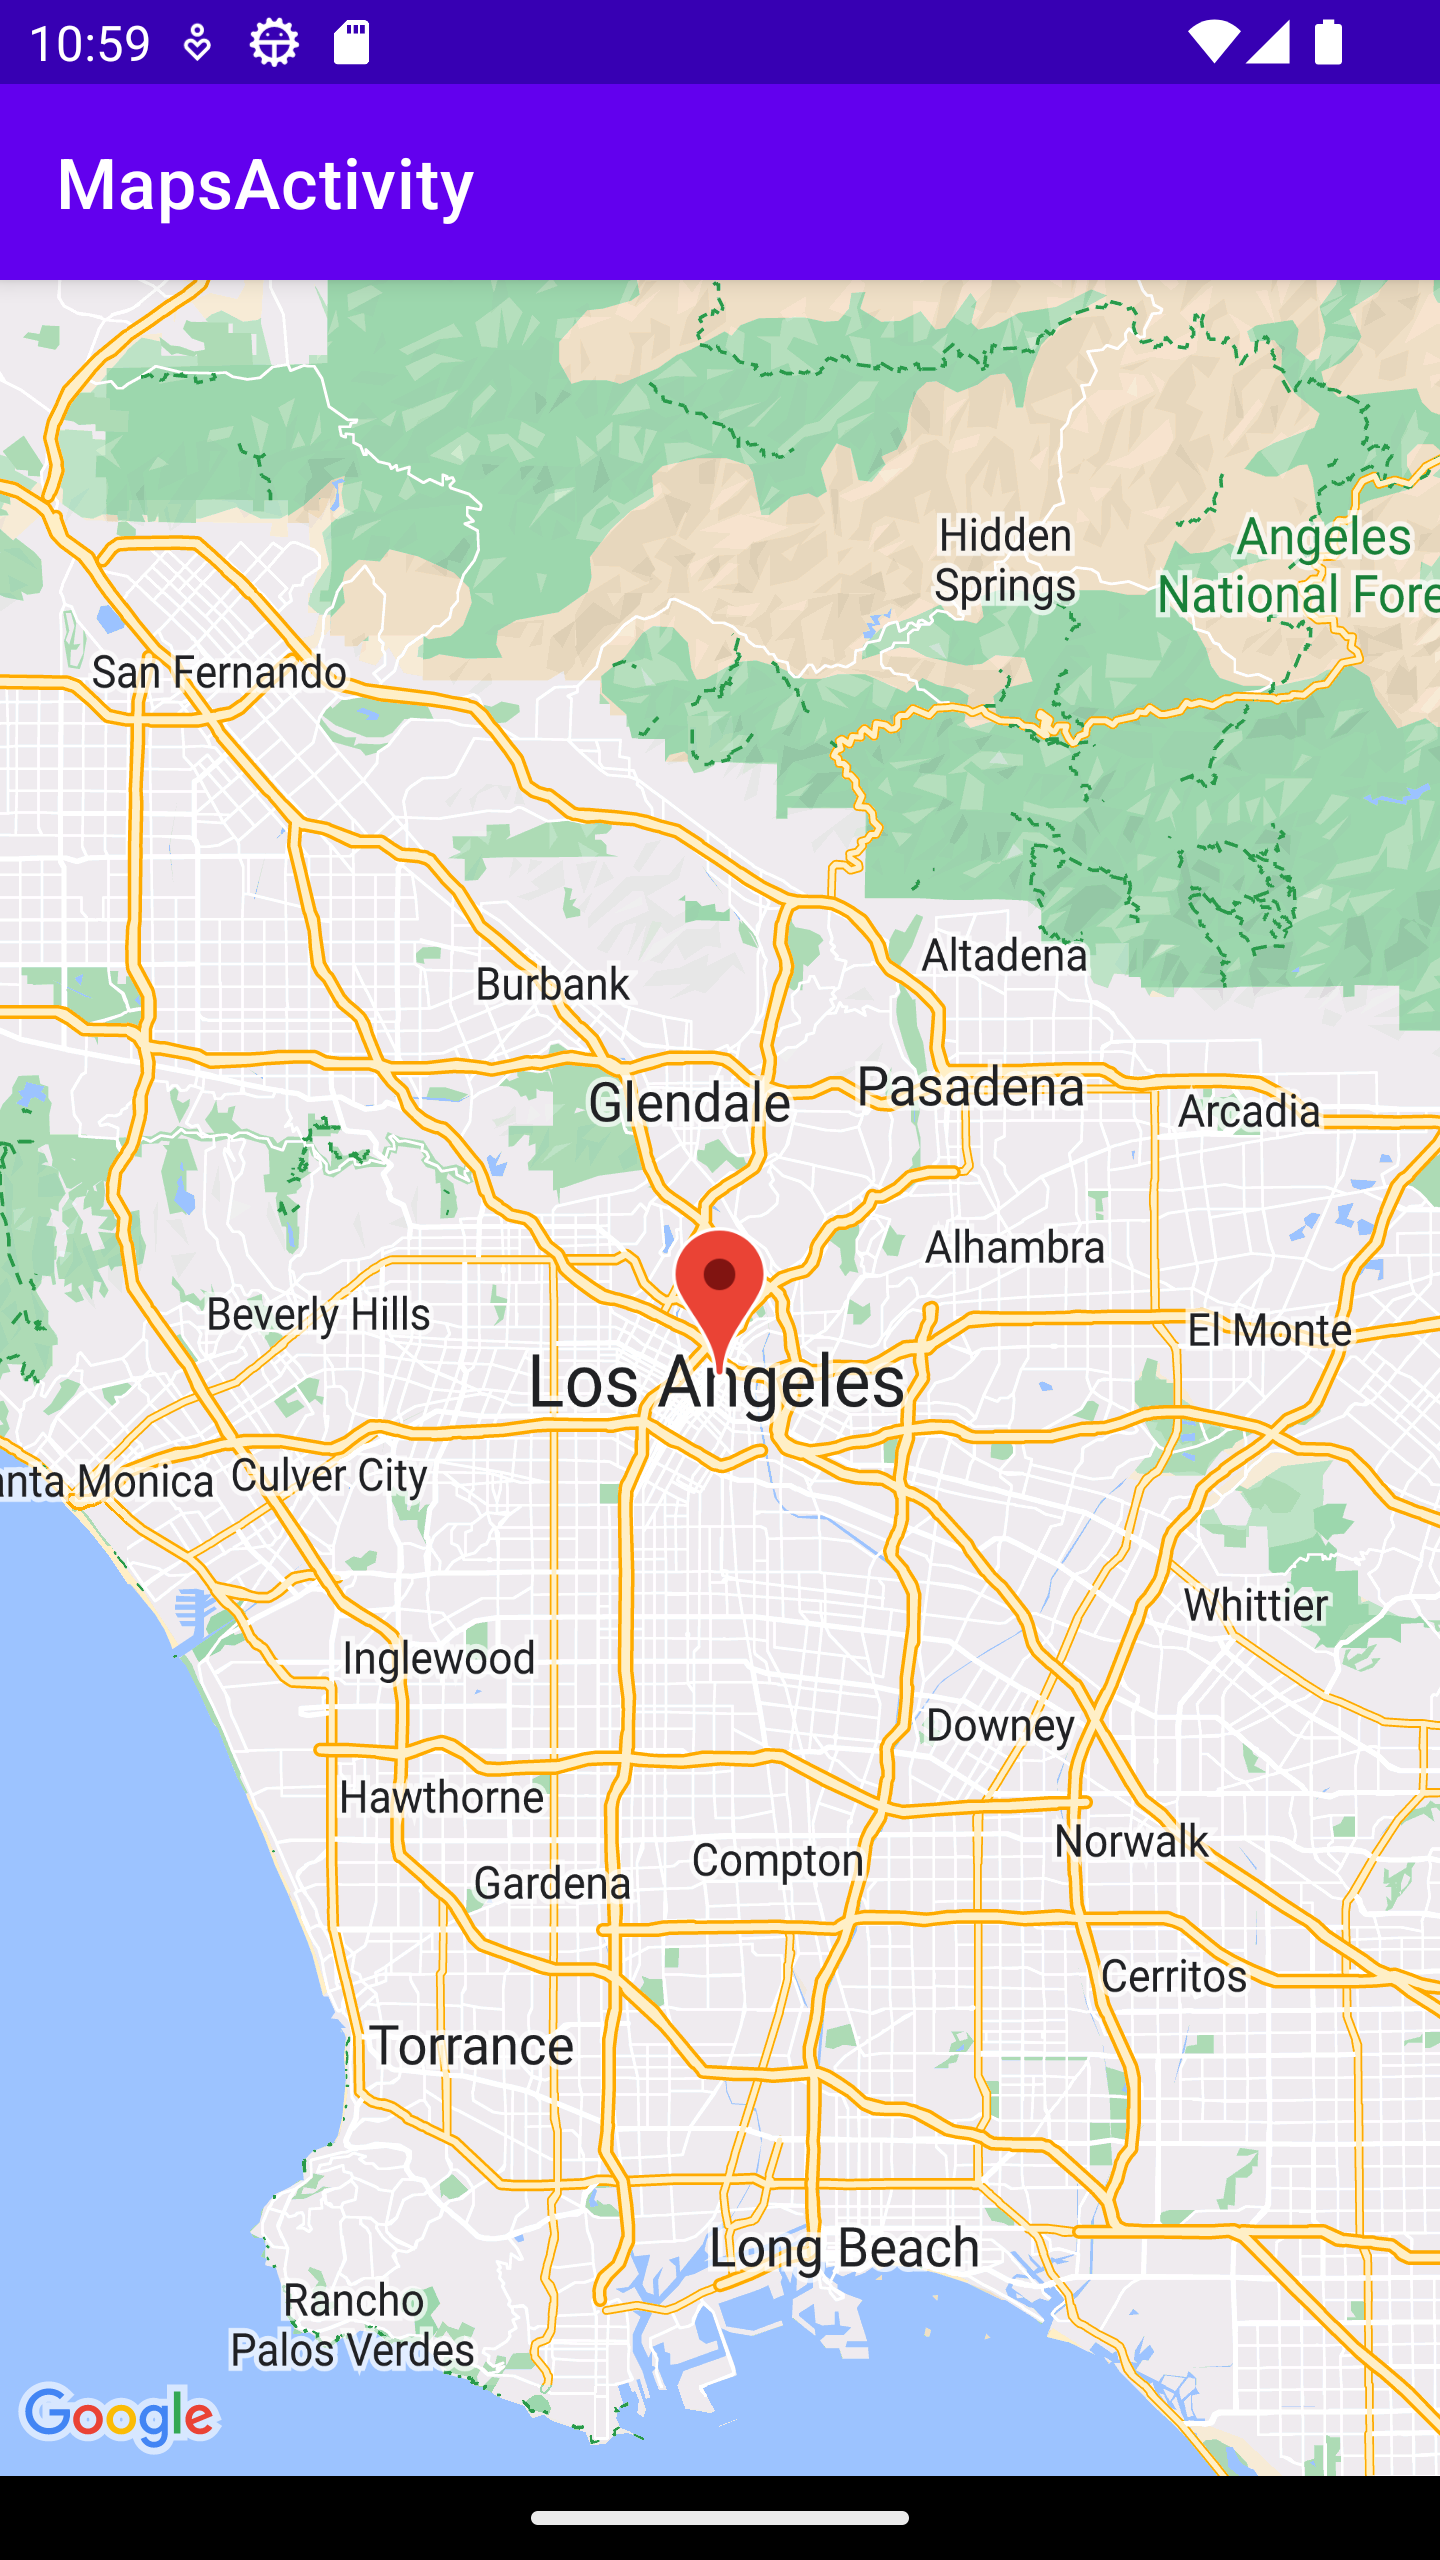 10:59
MapsActivity
Hidden
Springs
Angeles
National Fore
San Fernando
Altadena
Burbank
Glendale
Pasadena
Arcadia
Alhambra
Beverly Hills
El Monte
Los Angeles
anta Monica
Culver City
Whittier
Inglewood
Downey
Hawthorne
Norwalk
Compton
Gardena
Cerritos
Torrance
Long Beach
Rancho
Palos Verdes
Google